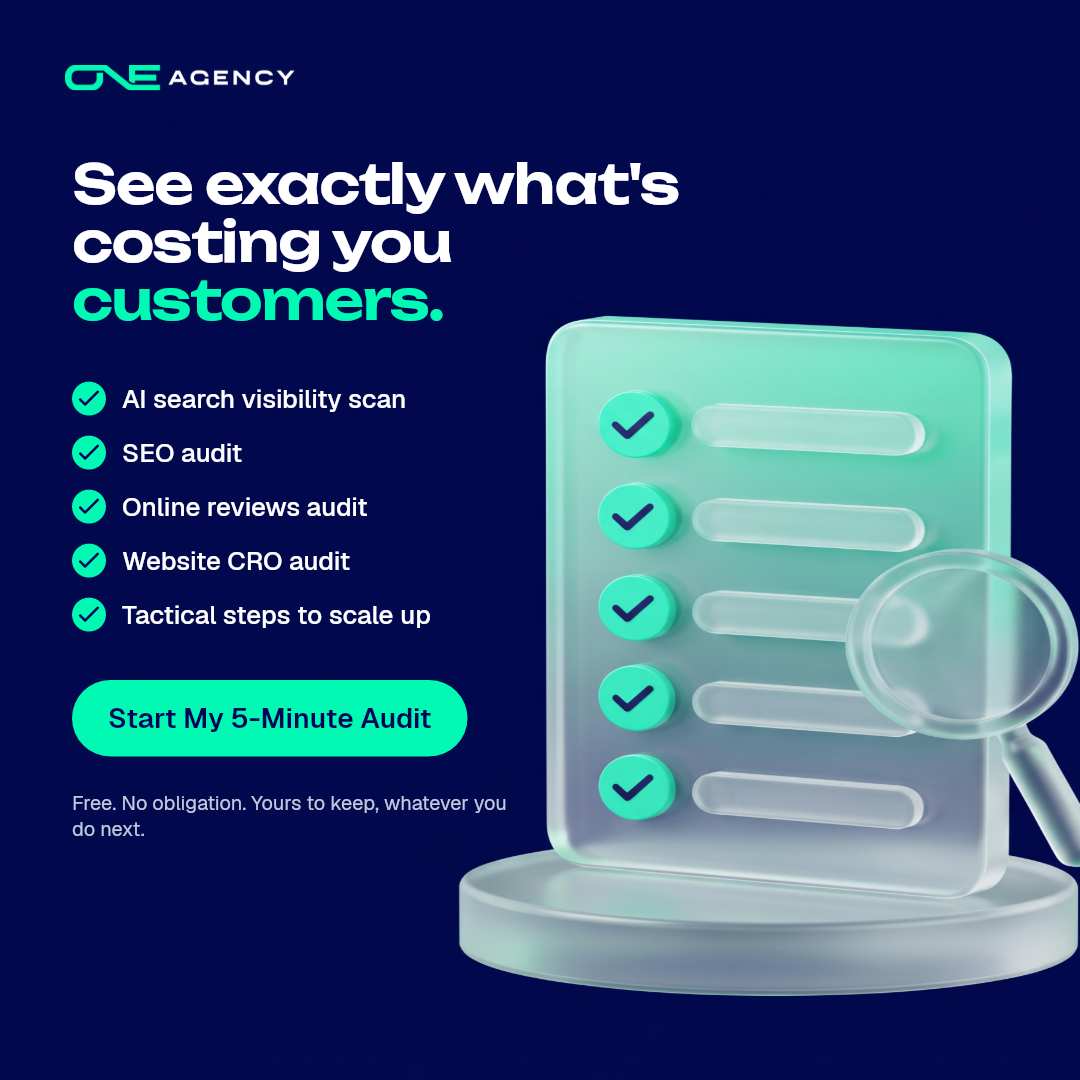 ONE AGENCY
See exactly what's
costing you
customers.
AI search visibility scan
SEO audit
Online reviews audit
Website CRO audit
Tactical steps to scale up
Start My 5-Minute Audit
Free. No obligation. Yours to keep, whatever you
do next.